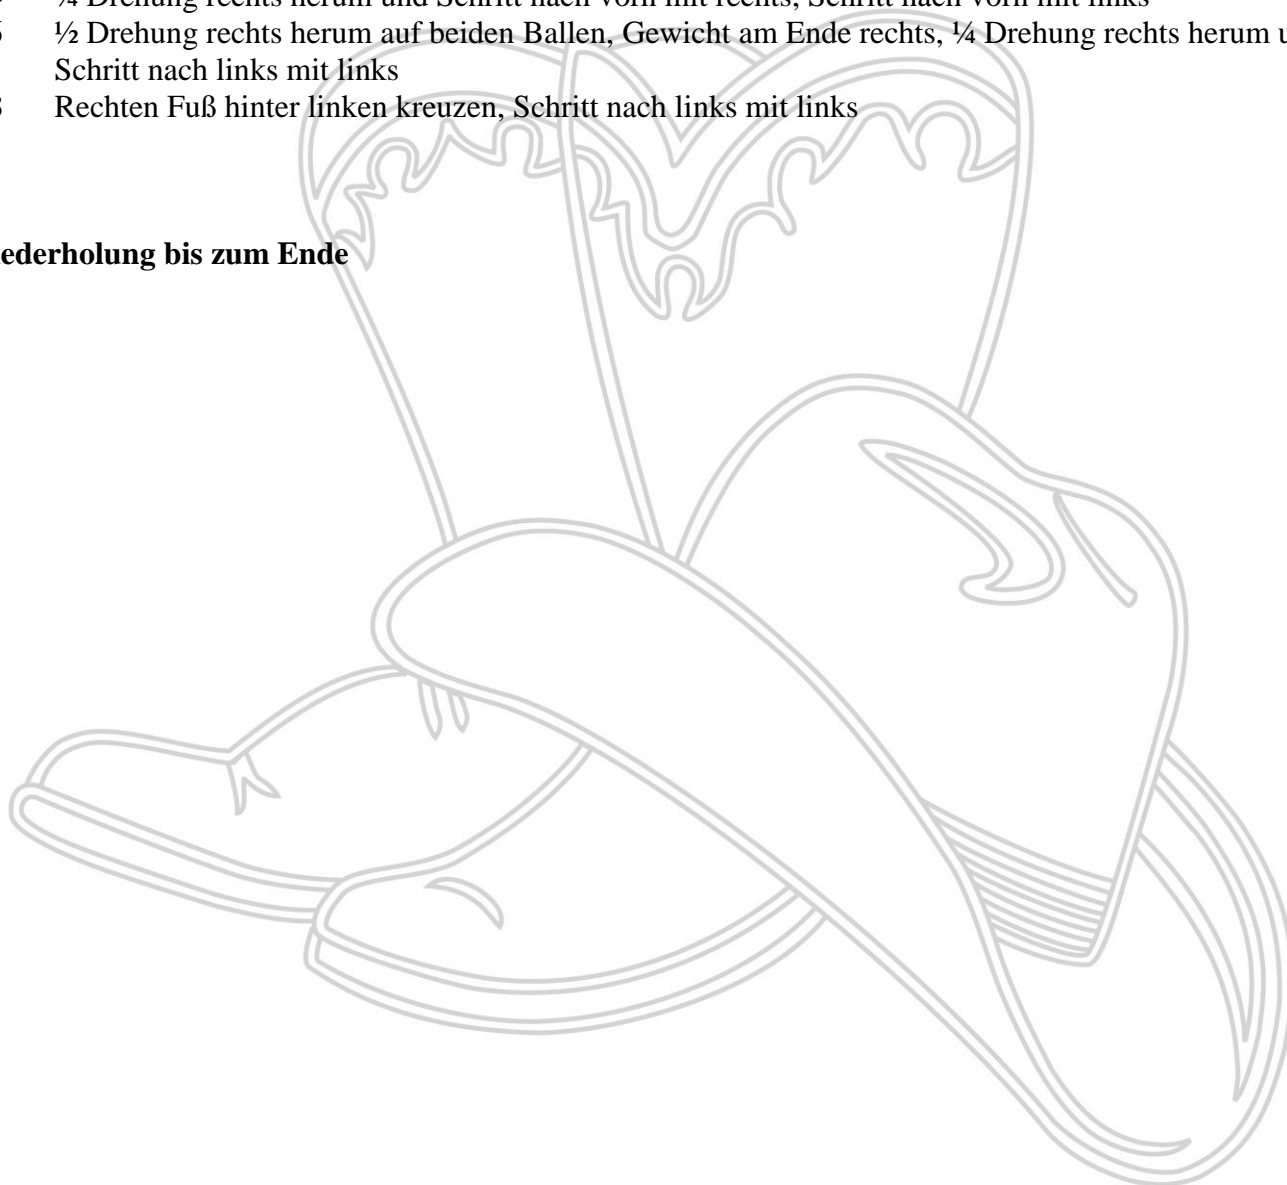 Drehung rechts herum und Schritt nach vorn mit rechts, Schritt nach vorn mit links
½ Drehung rechts herum auf beiden Ballen, Gewicht am Ende rechts, ¼ Drehung rechts herum
Schritt nach links mit links
Rechten Fuß hinter linken kreuzen, Schritt nach links mit links
ederholung bis zum Ende